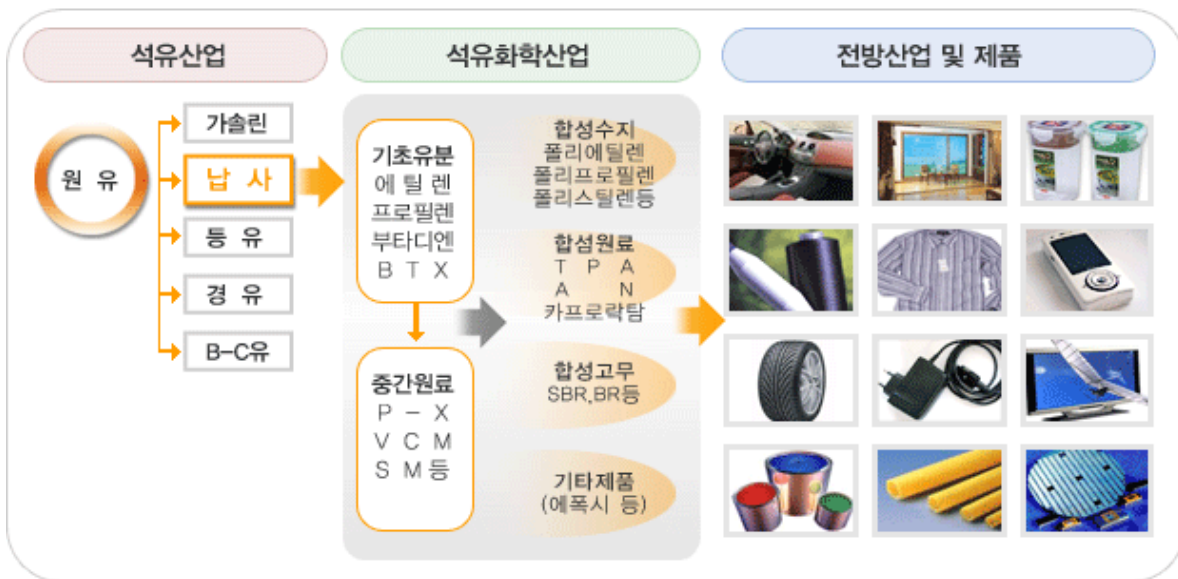 석유산업
석유화학산업
전방산업 및 제품
원 유
가솔린
납 사
등 유
경 유
B-C유
기초유분
에 틸 렌
프로필렌
부타디엔
B T X
중간원료
P - X
V C M
S M 등
합성수지
폴리에틸렌
폴리프로필렌
폴리스틸렌등
합섬원료
T P A
A N
카프로락탐
합성고무
SBR,BR등
기타제품
(에폭시 등)